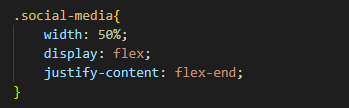 .social-media{
    width: 50%;
    display: flex;
    justify-content: flex-end;
}